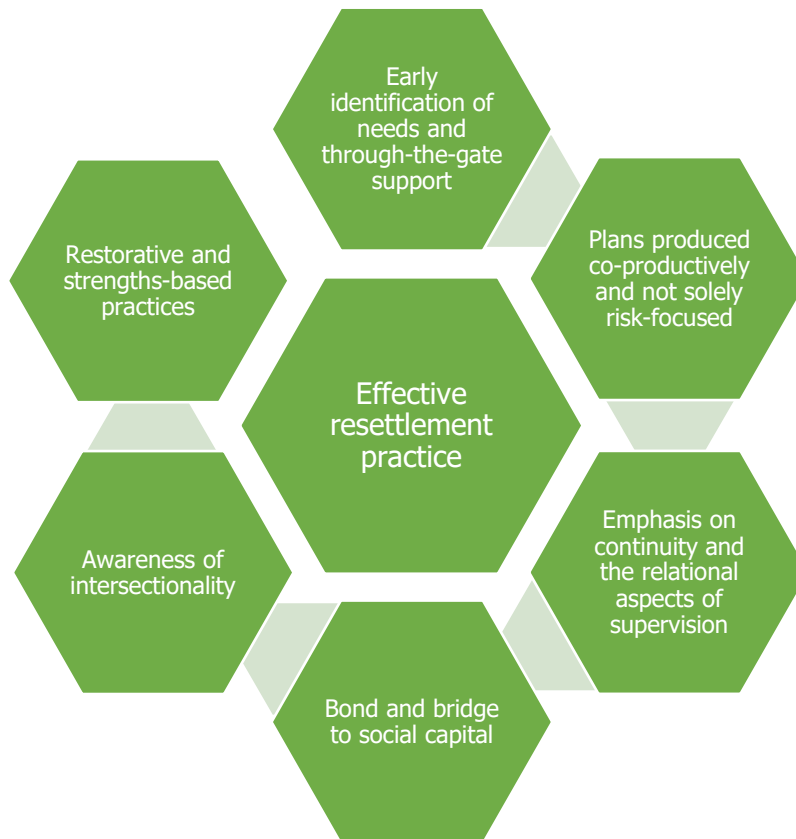 Early
identification of
needs and
through-the-gate
support
Plans produced
co-productively
and not solely
risk-focused
Emphasis on
continuity and
the relational
aspects of
supervision
Bond and bridge
to social capital
Awareness of
intersectionality
Restorative and
strengths-based
practices
Effective
resettlement
practice